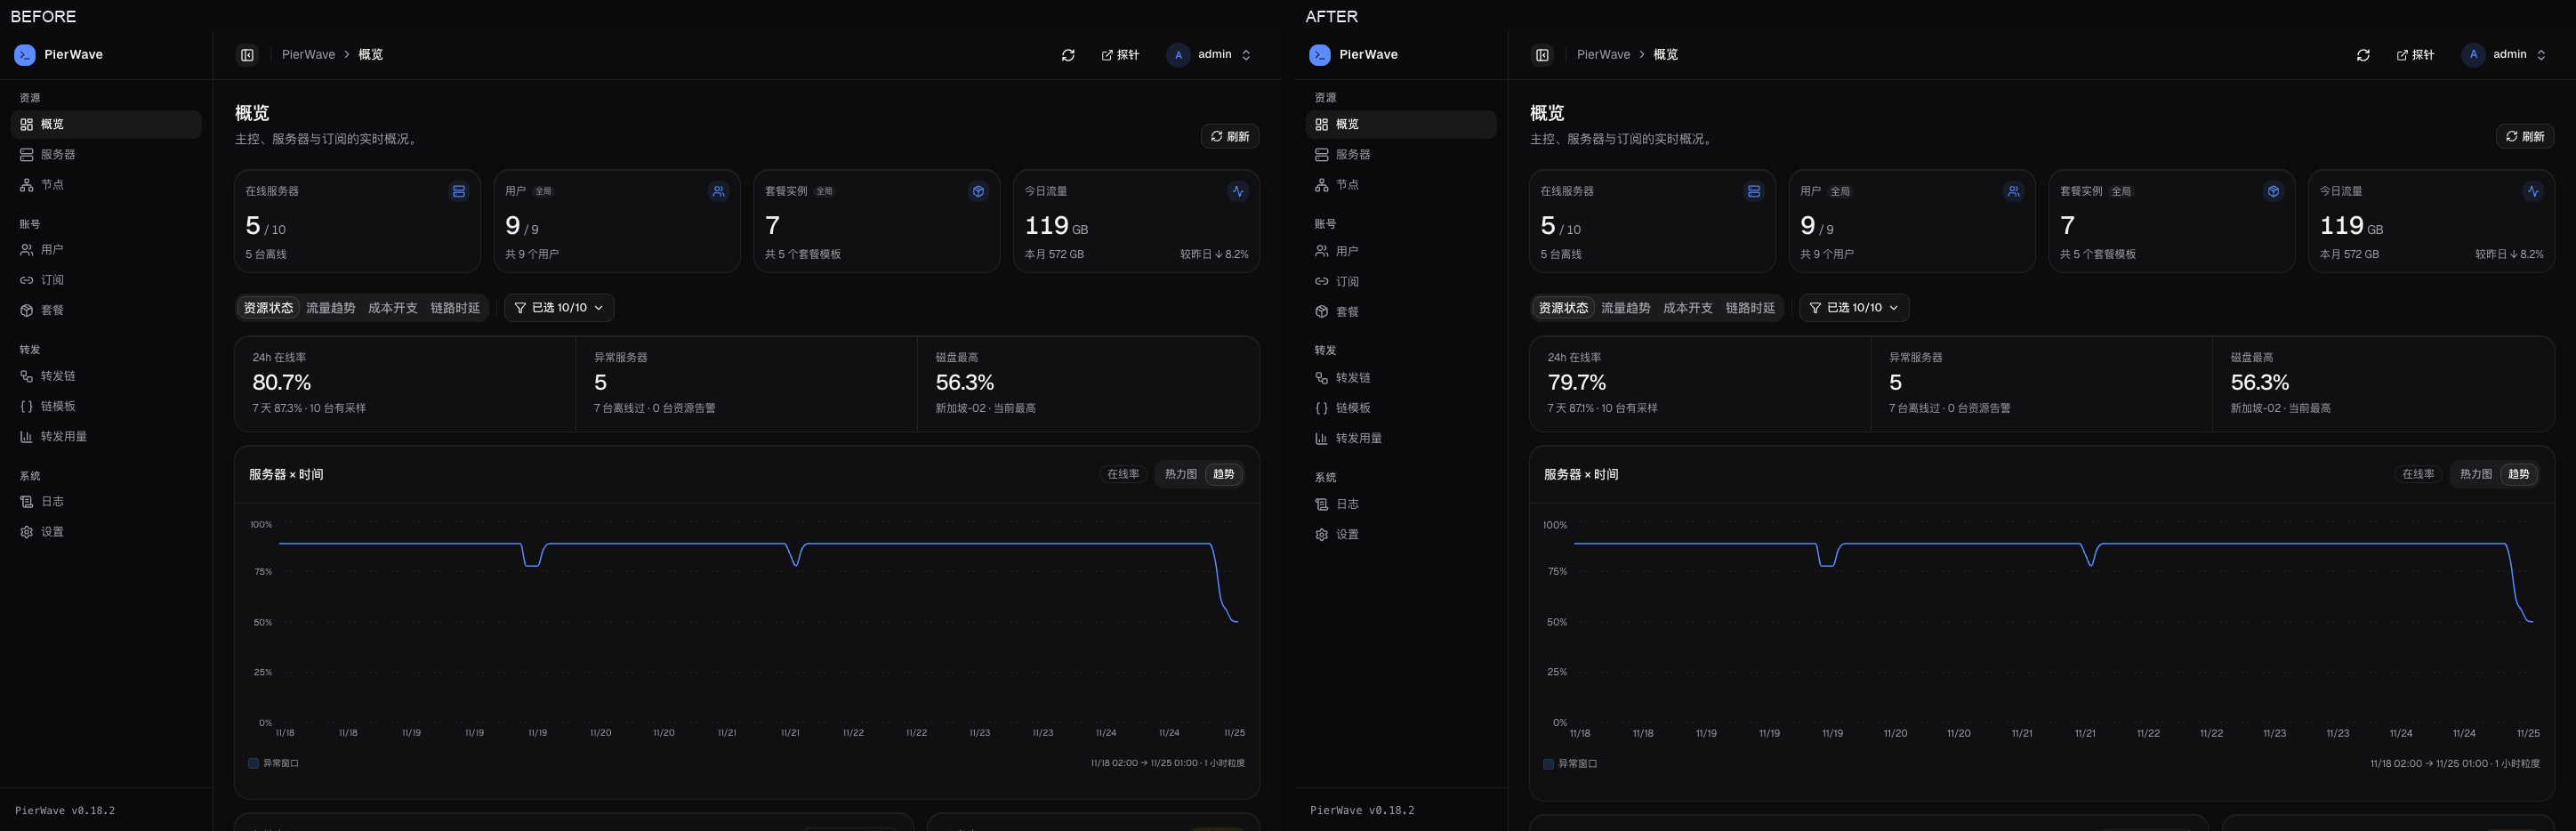 BEFORE
PierWave
PierWave > 概览
探针
A admin
资源
概览
服务器
节点
账号
用户
订阅
套餐
转发
转发链
链模板
转发用量
系统
日志
设置
PierWave v0.18.2
概览
主控、服务器与订阅的实时概况。
刷新
在线服务器
5 / 10
5 台离线
用户 全局
9 / 9
共 9 个用户
套餐实例 全局
7
共 5 个套餐模板
今日流量
119 GB
本月 572 GB 较昨日 ↓ 8.2%
资源状态 流量趋势 成本开支 链路时延 已选 10/10
24h 在线率
80.7%
7 天 87.3% · 10 台有采样
异常服务器
5
7 台离线过 · 0 台资源告警
磁盘最高
56.3%
新加坡-02 · 当前最高
服务器 × 时间 在线率 热力图 趋势
100%
75%
50%
25%
0%
11/18 11/18 11/19 11/19 11/19 11/20 11/20 11/21 11/21 11/22 11/22 11/23 11/23 11/24 11/24 11/25
异常窗口 11/18 02:00 → 11/25 01:00 · 1 小时粒度
AFTER
PierWave
PierWave > 概览
探针
A admin
资源
概览
服务器
节点
账号
用户
订阅
套餐
转发
转发链
链模板
转发用量
系统
日志
设置
PierWave v0.18.2
概览
主控、服务器与订阅的实时概况。
刷新
在线服务器
5 / 10
5 台离线
用户 全局
9 / 9
共 9 个用户
套餐实例 全局
7
共 5 个套餐模板
今日流量
119 GB
本月 572 GB 较昨日 ↓ 8.2%
资源状态 流量趋势 成本开支 链路时延 已选 10/10
24h 在线率
79.7%
7 天 87.1% · 10 台有采样
异常服务器
5
7 台离线过 · 0 台资源告警
磁盘最高
56.3%
新加坡-02 · 当前最高
服务器 × 时间 在线率 热力图 趋势
100%
75%
50%
25%
0%
11/18 11/18 11/19 11/19 11/19 11/20 11/20 11/21 11/21 11/22 11/22 11/23 11/23 11/24 11/24 11/25
异常窗口 11/18 02:00 → 11/25 01:00 · 1 小时粒度